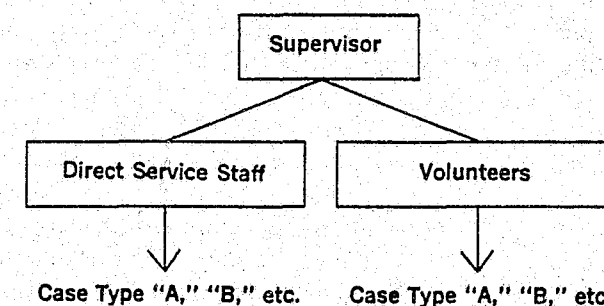 Supervisor
Direct Service Staff
Volunteers
Case Type "A," "B," etc.
Case Type "A," "B," etc